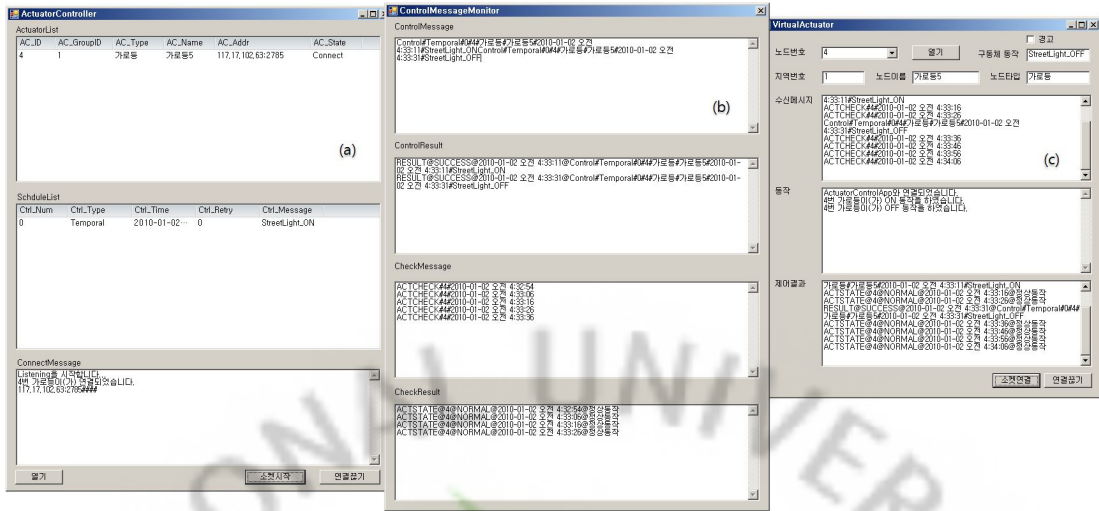 ActuatorController
ActuatorList
AC_ID AC_GroupID AC_Type AC_Name AC_Addr AC_State
4 1 가로등 가로등5 117,17,102,63:2785 Connect
(a)
SchduleList
Ctrl_Num Ctrl_Type Ctrl_Time Ctrl_Retry Ctrl_Message
0 Temporal 2010-01-02… 0 StreetLight_ON
ConnectMessage
Listening을 시작합니다...
4번 가로등이(가) 연결되었습니다.
117,17,102,63:2785####
열기 소켓시작 연결끊기
ControlMessageMonitor
ControlMessage
Control#Temporal#0#4#가로등#가로등5#2010-01-02 오전
4:33:11#StreetLight_ONControl#Temporal#0#4#가로등#가로등5#2010-01-02 오전
4:33:31#StreetLight_OFF
(b)
ControlResult
RESULT@SUCCESS@2010-01-02 오전 4:33:11@Control#Temporal#0#4#가로등#가로등5#2010-01-
02 오전 4:33:11#StreetLight_ON
RESULT@SUCCESS@2010-01-02 오전 4:33:31@Control#Temporal#0#4#가로등#가로등5#2010-01-
02 오전 4:33:31#StreetLight_OFF
CheckMessage
ACTCHECK#4#2010-01-02 오전 4:32:54
ACTCHECK#4#2010-01-02 오전 4:33:06
ACTCHECK#4#2010-01-02 오전 4:33:16
ACTCHECK#4#2010-01-02 오전 4:33:26
ACTCHECK#4#2010-01-02 오전 4:33:36
CheckResult
ACTSTATE@4@NORMAL@2010-01-02 오전 4:32:54@정상동작
ACTSTATE@4@NORMAL@2010-01-02 오전 4:33:06@정상동작
ACTSTATE@4@NORMAL@2010-01-02 오전 4:33:16@정상동작
ACTSTATE@4@NORMAL@2010-01-02 오전 4:33:26@정상동작
VirtualActuator
경고
노드번호 4 열기 구동체 동작 StreetLight_OFF
지역번호 1 노드이름 가로등5 노드타입 가로등
수신메시지
4:33:11#StreetLight_ON
ACTCHECK#4#2010-01-02 오전 4:33:16
ACTCHECK#4#2010-01-02 오전 4:33:26
Control#Temporal#0#4#가로등#가로등5#2010-01-02 오전
4:33:31#StreetLight_OFF
ACTCHECK#4#2010-01-02 오전 4:33:36
ACTCHECK#4#2010-01-02 오전 4:33:46
ACTCHECK#4#2010-01-02 오전 4:33:56
ACTCHECK#4#2010-01-02 오전 4:34:06
(c)
동작
ActuatorControlApp와 연결되었습니다.
4번 가로등이(가) ON 동작을 하였습니다.
4번 가로등이(가) OFF 동작을 하였습니다.
제어결과
가로등#가로등5#2010-01-02 오전 4:33:11#StreetLight_ON
ACTSTATE@4@NORMAL@2010-01-02 오전 4:33:16@정상동작
ACTSTATE@4@NORMAL@2010-01-02 오전 4:33:26@정상동작
RESULT@SUCCESS@2010-01-02 오전 4:33:31@Control#Temporal#0#4#
가로등#가로등5#2010-01-02 오전 4:33:31#StreetLight_OFF
ACTSTATE@4@NORMAL@2010-01-02 오전 4:33:36@정상동작
ACTSTATE@4@NORMAL@2010-01-02 오전 4:33:46@정상동작
ACTSTATE@4@NORMAL@2010-01-02 오전 4:33:56@정상동작
ACTSTATE@4@NORMAL@2010-01-02 오전 4:34:06@정상동작
소켓연결 연결끊기
ONAL UNIVER